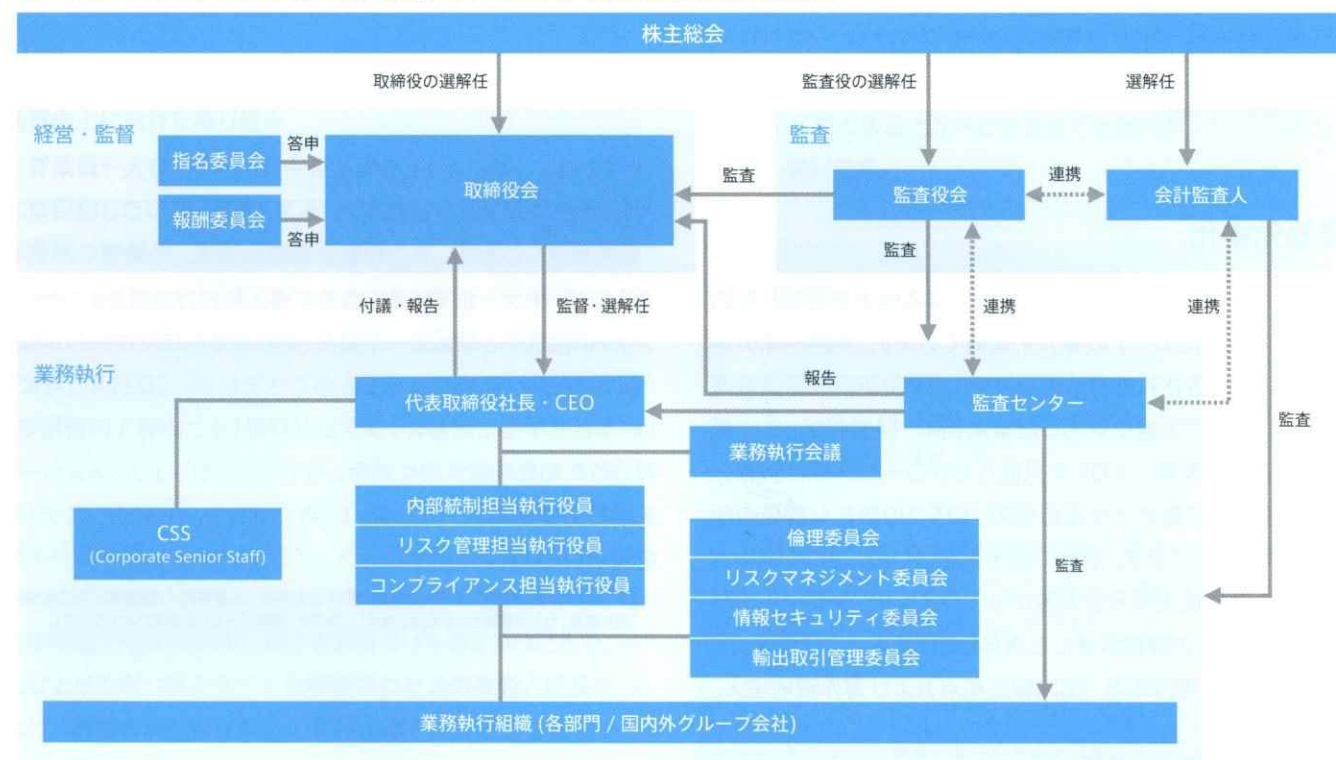 株主総会
取締役の選解任
監査役の選解任
選解任
経営・監督
監査
指名委員会
答申
報酬委員会
答申
取締役会
監査
監査役会
連携
会計監査人
監査
付議・報告
監督・選解任
連携
連携
業務執行
報告
代表取締役社長・CEO
監査センター
監査
業務執行会議
CSS
(Corporate Senior Staff)
内部統制担当執行役員
リスク管理担当執行役員
コンプライアンス担当執行役員
倫理委員会
リスクマネジメント委員会
情報セキュリティ委員会
輸出取引管理委員会
監査
業務執行組織 (各部門 / 国内外グループ会社)